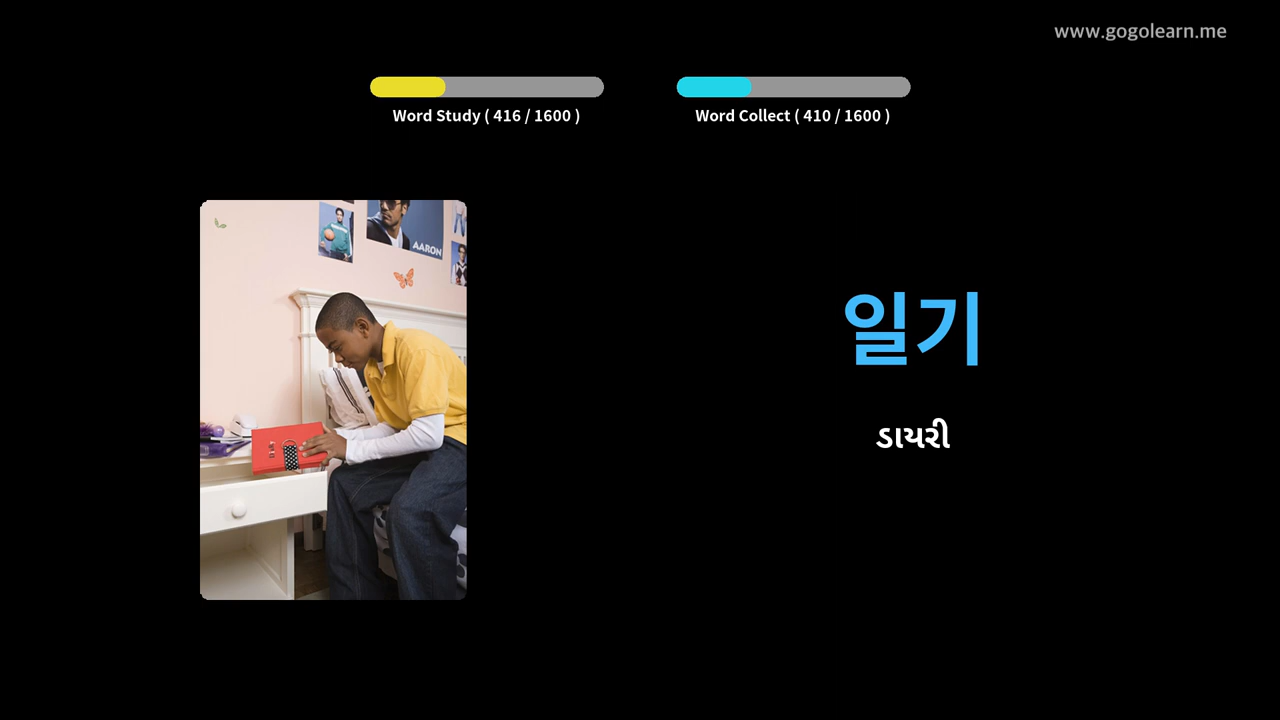 www.gogolearn.me
Word Study ( 416 / 1600 )
Word Collect ( 410 / 1600 )
AARON
일기
ડાયરી